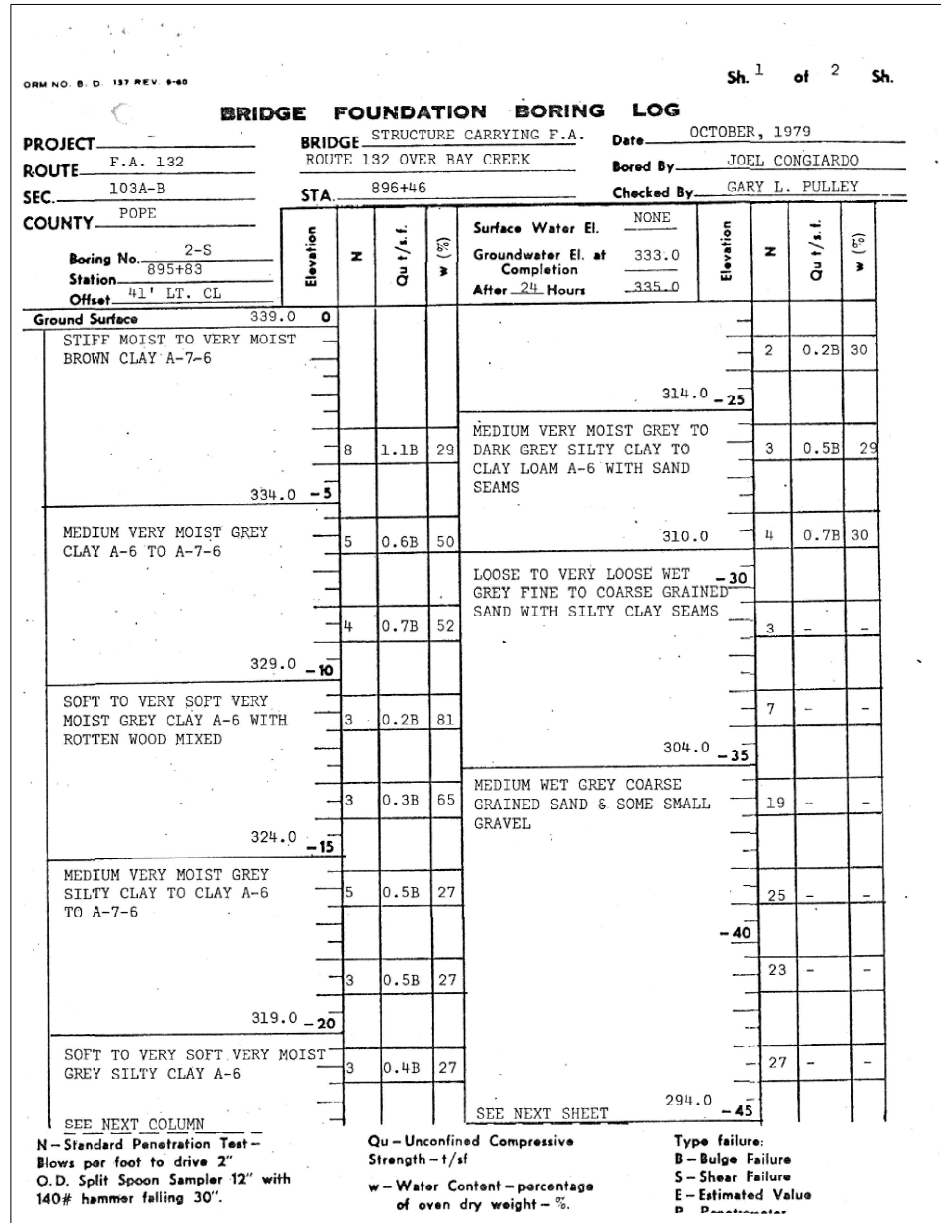 Sh. 1 of 2 Sh.
ORM NO. B. D. 137 REV. 9-60
BRIDGE FOUNDATION BORING LOG
PROJECT
BRIDGE STRUCTURE CARRYING F.A.
ROUTE 132 OVER BAY CREEK
Date OCTOBER, 1979
ROUTE F.A. 132
Bored By JOEL CONGIARDO
SEC. 103A-B
STA. 896+46
Checked By GARY L. PULLEY
COUNTY POPE
Boring No. 2-S
Station 895+83
Offset 41' LT. CL
Elevation
N
Qu t/s.f.
w (%)
Surface Water El. NONE
Groundwater El. at Completion 333.0
After 24 Hours 335.0
Elevation
N
Qu t/s.f.
w (%)
Ground Surface 339.0 0
STIFF MOIST TO VERY MOIST
BROWN CLAY A-7-6
8 1.1B 29
334.0 -5
MEDIUM VERY MOIST GREY
CLAY A-6 TO A-7-6
5 0.6B 50
4 0.7B 52
329.0 -10
SOFT TO VERY SOFT VERY
MOIST GREY CLAY A-6 WITH
ROTTEN WOOD MIXED
3 0.2B 81
3 0.3B 65
324.0 -15
MEDIUM VERY MOIST GREY
SILTY CLAY TO CLAY A-6
TO A-7-6
5 0.5B 27
3 0.5B 27
319.0 -20
SOFT TO VERY SOFT VERY MOIST
GREY SILTY CLAY A-6
3 0.4B 27
SEE NEXT COLUMN
2 0.2B 30
314.0 -25
MEDIUM VERY MOIST GREY TO
DARK GREY SILTY CLAY TO
CLAY LOAM A-6 WITH SAND
SEAMS
3 0.5B 29
310.0
4 0.7B 30
LOOSE TO VERY LOOSE WET -30
GREY FINE TO COARSE GRAINED
SAND WITH SILTY CLAY SEAMS
3 - -
7 - -
304.0 -35
MEDIUM WET GREY COARSE
GRAINED SAND & SOME SMALL
GRAVEL
19 - -
25 - -
-40
23 - -
27 - -
294.0 -45
SEE NEXT SHEET
N – Standard Penetration Test –
Blows per foot to drive 2"
O.D. Split Spoon Sampler 12" with
140# hammer falling 30".
Qu – Unconfined Compressive
Strength – t/sf
w – Water Content – percentage
of oven dry weight – %.
Type failure:
B – Bulge Failure
S – Shear Failure
E – Estimated Value
P Penetrometer